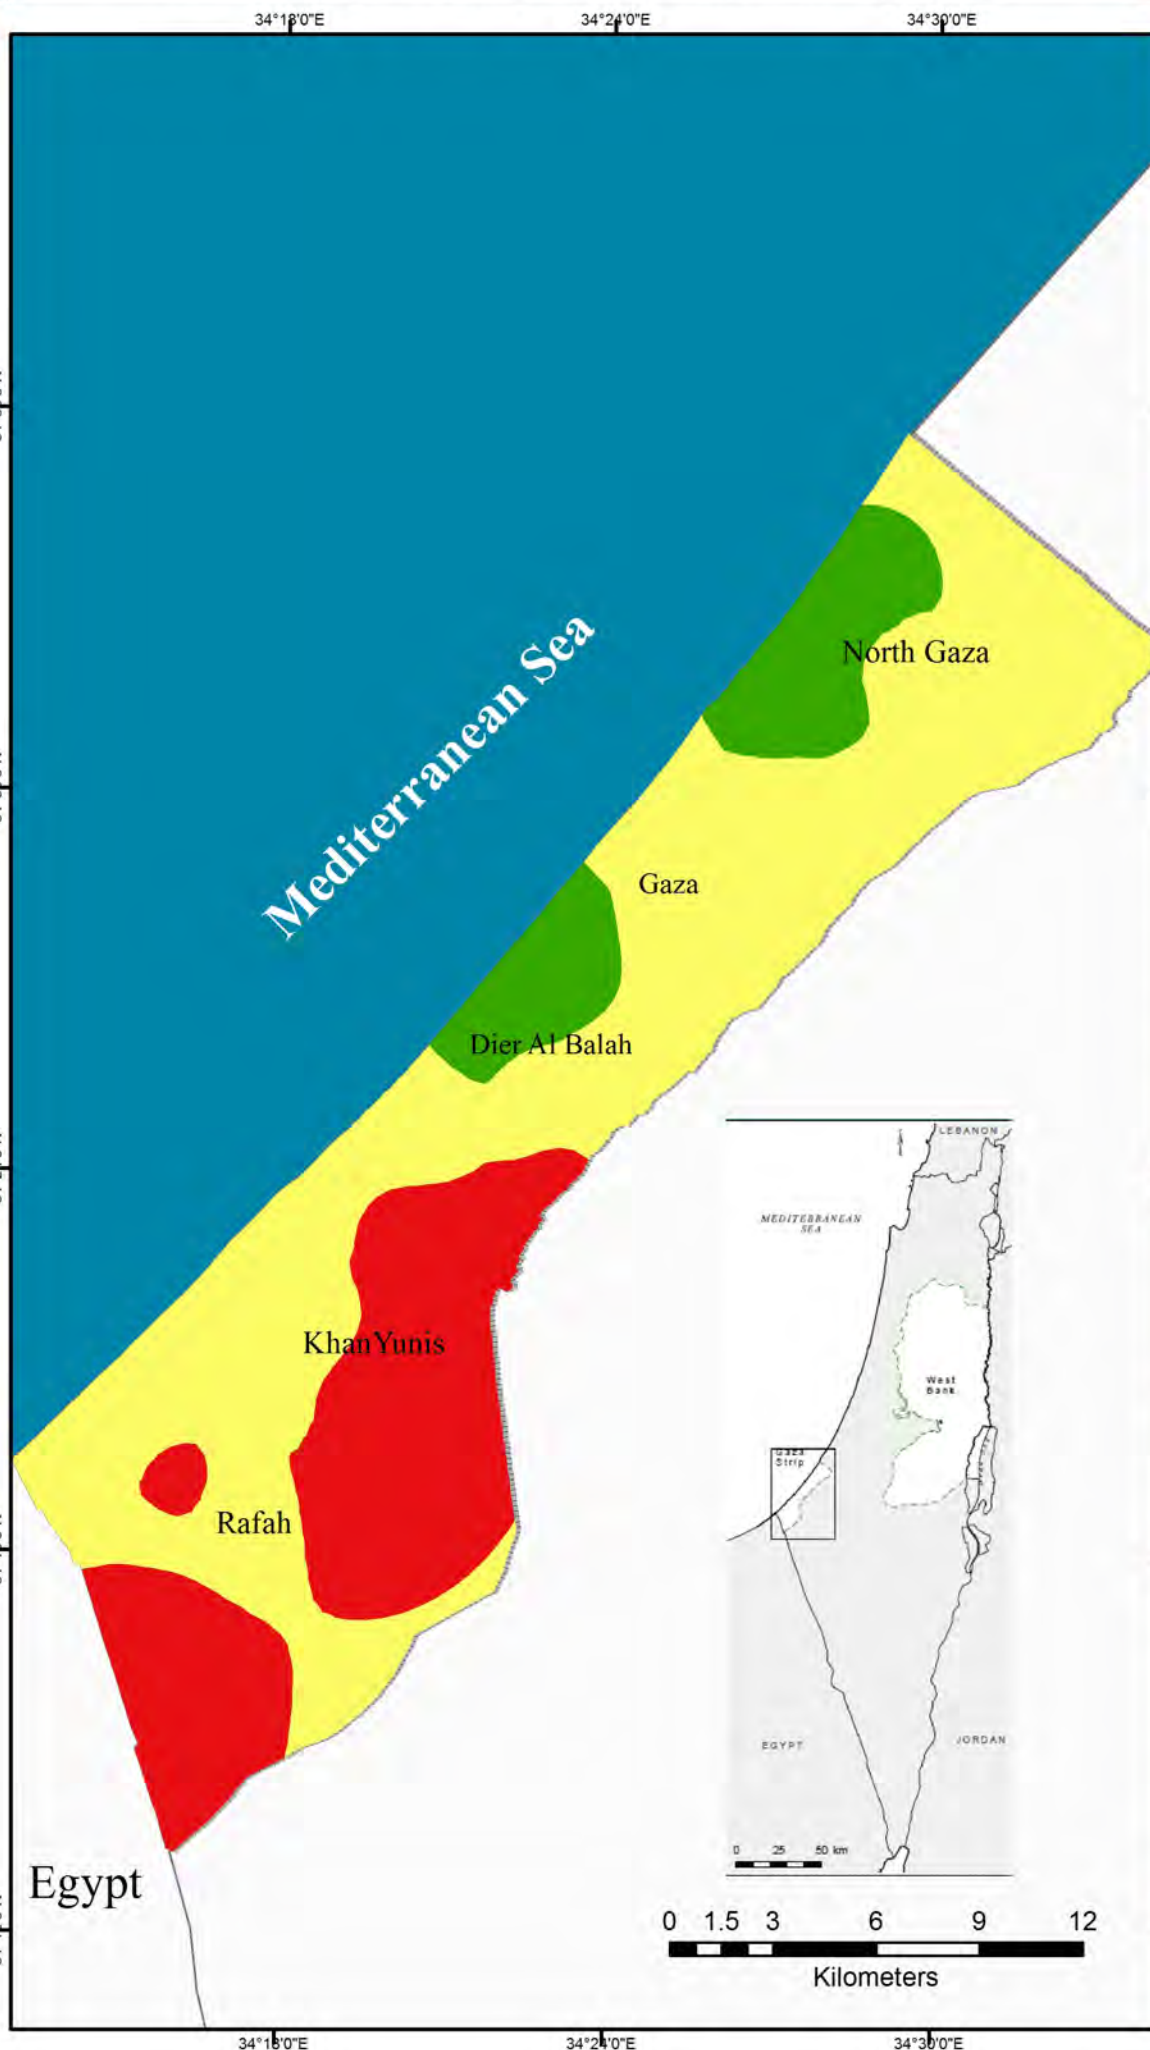 34°18'0"E
34°24'0"E
34°30'0"E
Mediterranean Sea
North Gaza
Gaza
Dier Al Balah
KhanYunis
Rafah
Egypt
LEBANON
MEDITERRANEAN
SEA
West
Bank
Gaza
Strip
EGYPT
JORDAN
0 25 50 km
0 1.5 3 6 9 12
Kilometers
34°18'0"E
34°24'0"E
34°30'0"E